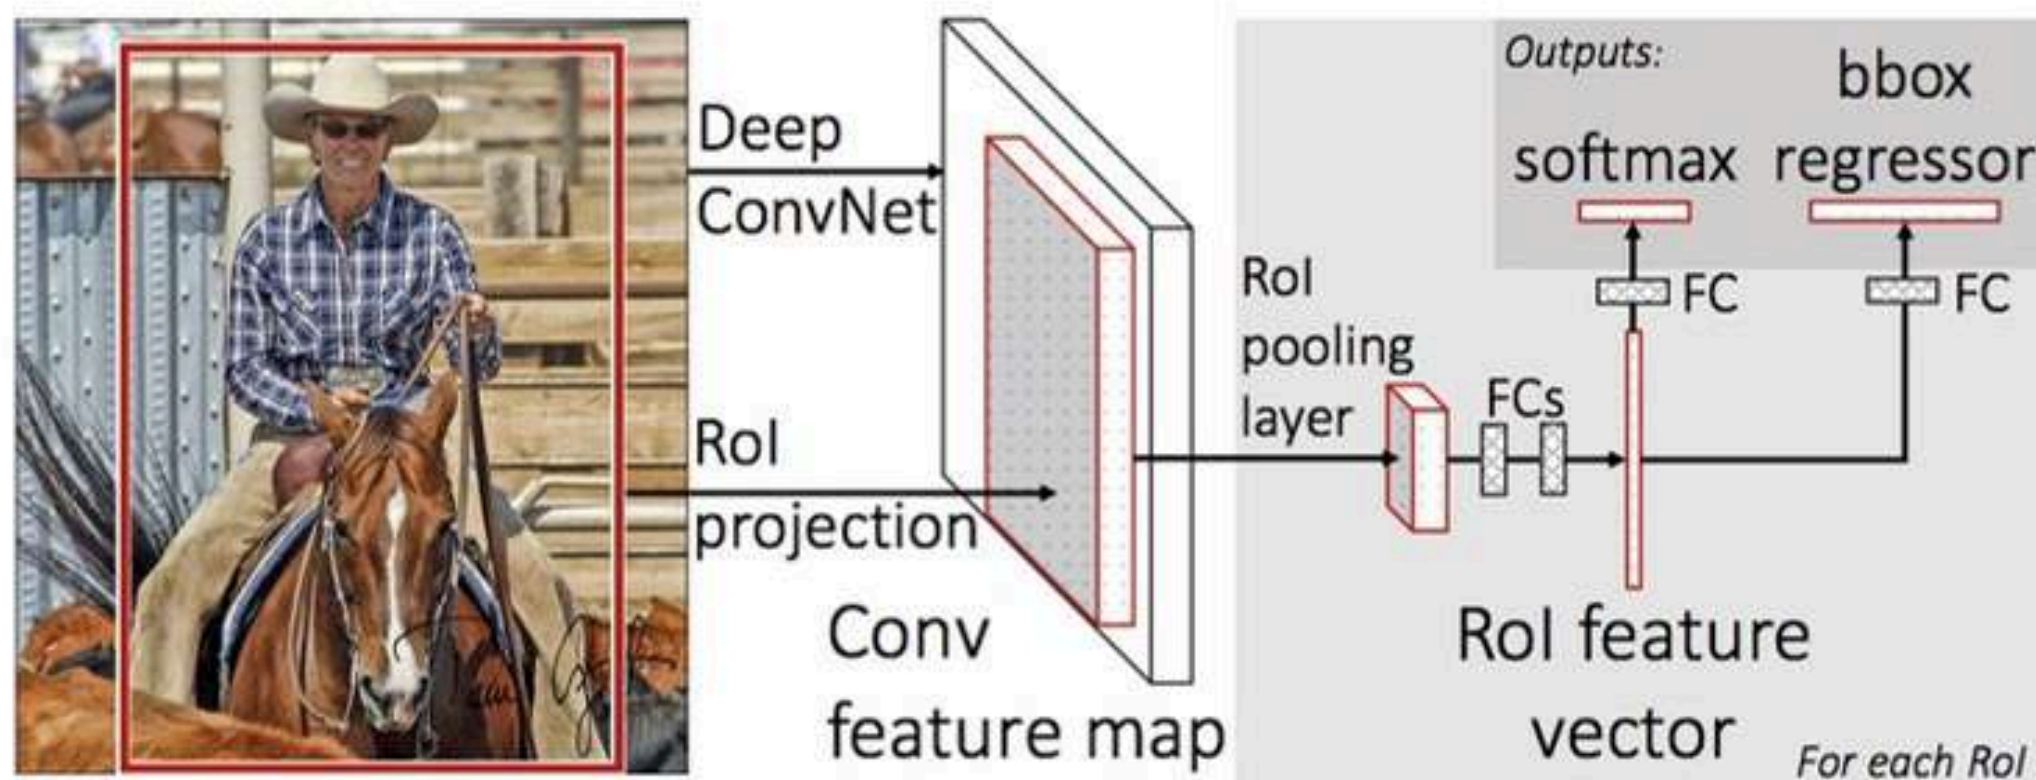 Deep
ConvNet
RoI
projection
Conv
feature map
RoI
pooling
layer
FCs
Outputs:
softmax
bbox
regressor
FC
FC
RoI feature
vector
For each RoI